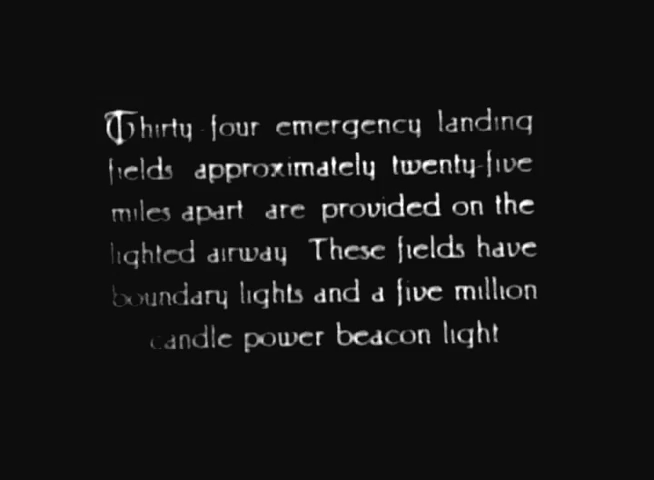 Thirty-four emergency landing
fields approximately twenty-five
miles apart are provided on the
lighted airway These fields have
boundary lights and a five million
candle power beacon light